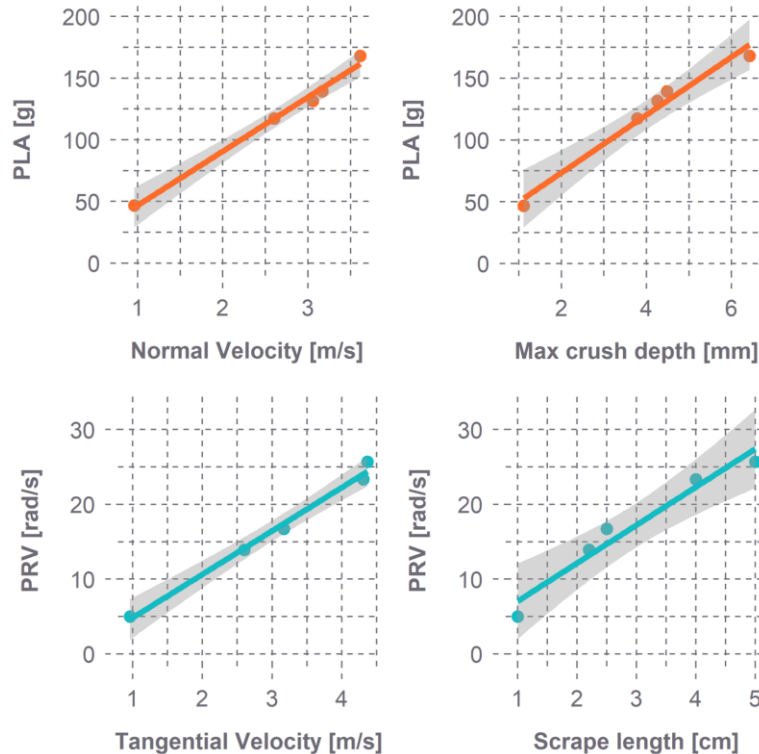 PLA [g]
200
150
100
50
0
1 2 3
Normal Velocity [m/s]
PLA [g]
200
150
100
50
0
2 4 6
Max crush depth [mm]
PRV [rad/s]
30
20
10
0
1 2 3 4
Tangential Velocity [m/s]
PRV [rad/s]
30
20
10
0
1 2 3 4 5
Scrape length [cm]